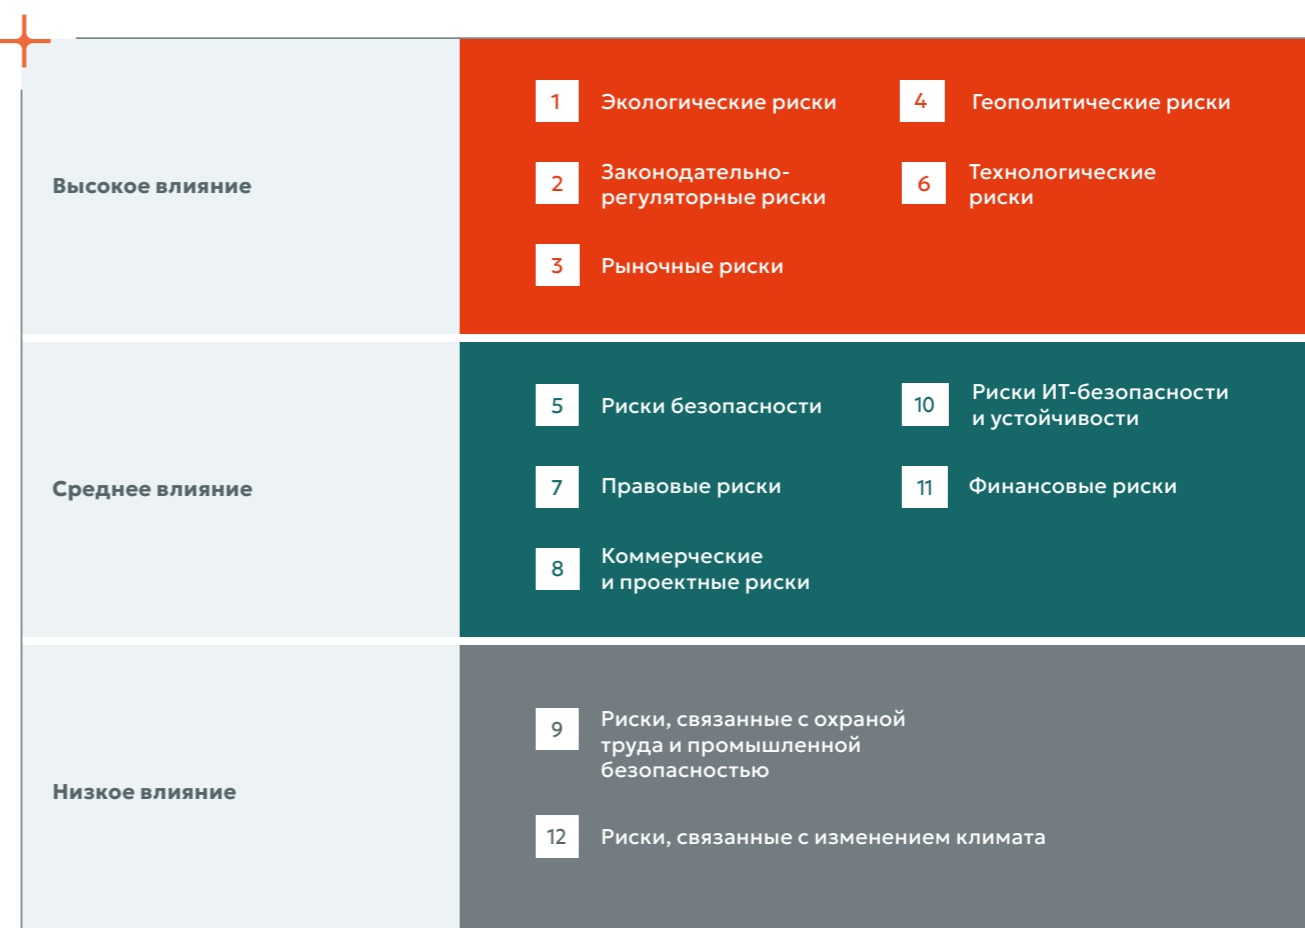 Высокое влияние
1 Экологические риски
2 Законодательно-
регуляторные риски
3 Рыночные риски
4 Геополитические риски
6 Технологические
риски
Среднее влияние
5 Риски безопасности
7 Правовые риски
8 Коммерческие
и проектные риски
10 Риски ИТ-безопасности
и устойчивости
11 Финансовые риски
Низкое влияние
9 Риски, связанные с охраной
труда и промышленной
безопасностью
12 Риски, связанные с изменением климата